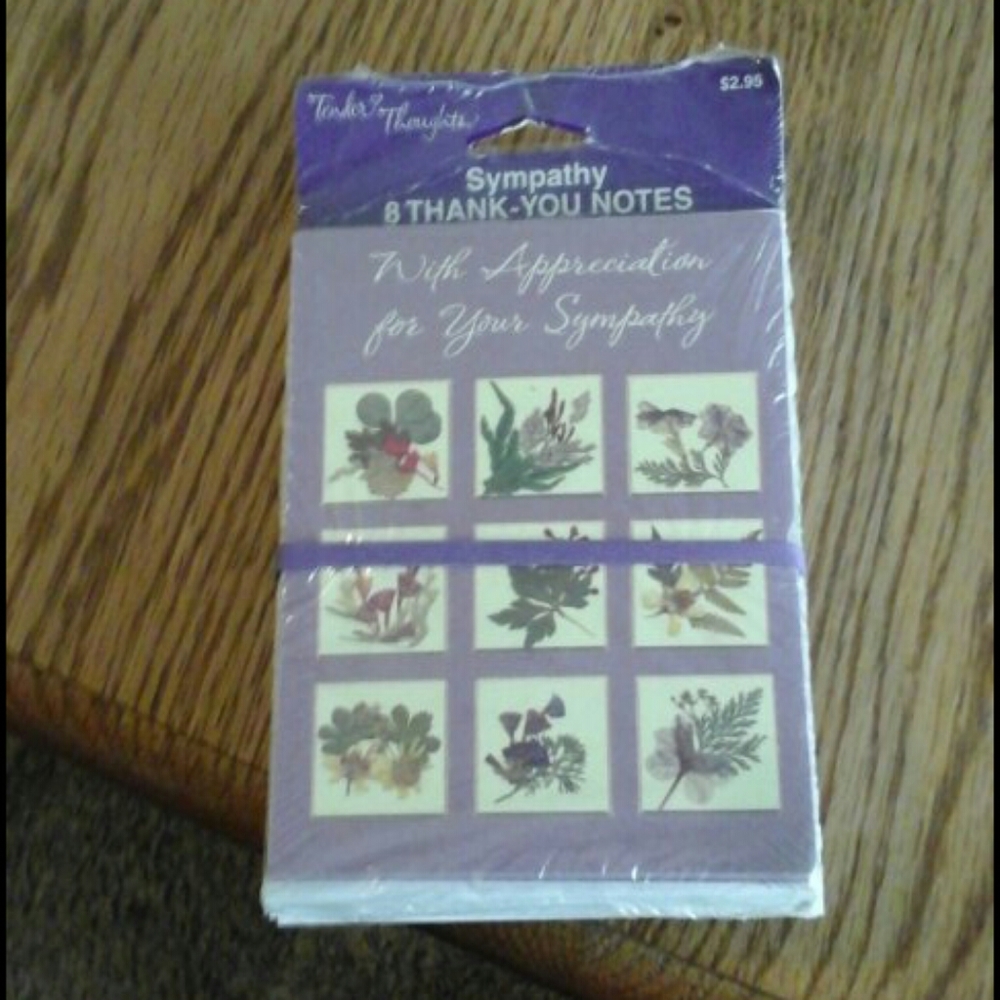 Tender Thoughts
$2.95
Sympathy
8 THANK-YOU NOTES
With Appreciation
for Your Sympathy